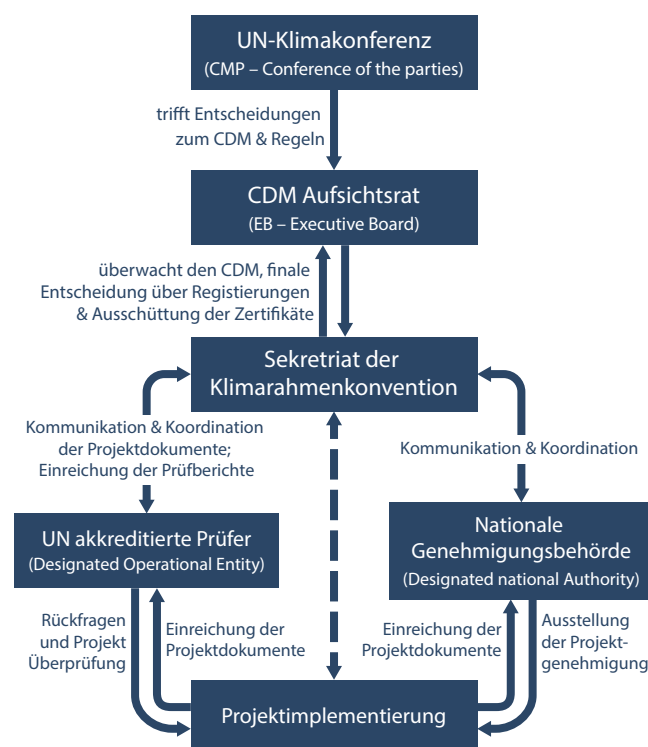 UN-Klimakonferenz
(CMP – Conference of the parties)
trifft Entscheidungen
zum CDM & Regeln
CDM Aufsichtsrat
(EB – Executive Board)
überwacht den CDM, finale
Entscheidung über Registierungen
& Ausschüttung der Zertifikäte
Sekretriat der
Klimarahmenkonvention
Kommunikation & Koordination
der Projektdokumente;
Einreichung der Prüfberichte
Kommunikation & Koordination
UN akkreditierte Prüfer
(Designated Operational Entity)
Nationale
Genehmigungsbehörde
(Designated national Authority)
Rückfragen
und Projekt
Überprüfung
Einreichung der
Projektdokumente
Einreichung der
Projektdokumente
Ausstellung
der Projekt-
genehmigung
Projektimplementierung